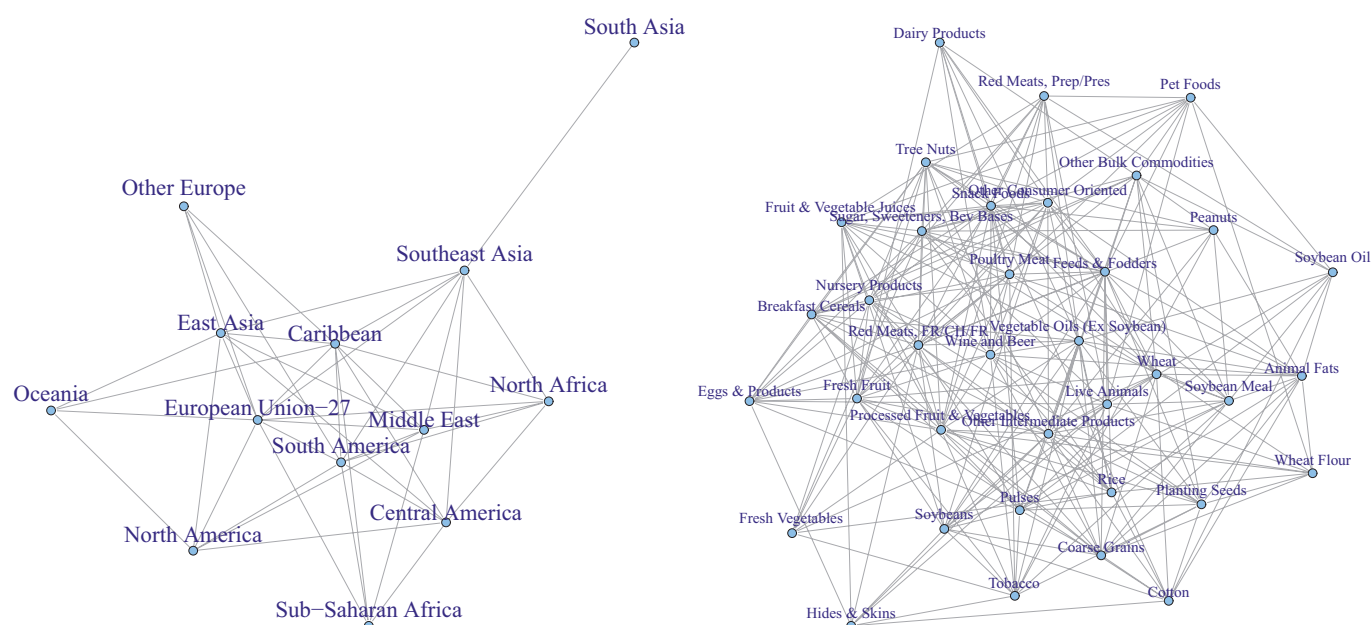 South Asia
Other Europe
Southeast Asia
East Asia
Caribbean
Oceania
North Africa
European Union−27
Middle East
South America
Central America
North America
Sub−Saharan Africa
Dairy Products
Red Meats, Prep/Pres
Pet Foods
Tree Nuts
Other Bulk Commodities
Snack Foods
Other Consumer Oriented
Fruit & Vegetable Juices
Sugar, Sweeteners, Bev Bases
Peanuts
Poultry Meat
Feeds & Fodders
Soybean Oil
Nursery Products
Breakfast Cereals
Red Meats, FR/CH/FR
Vegetable Oils (Ex Soybean)
Wine and Beer
Wheat
Animal Fats
Eggs & Products
Fresh Fruit
Live Animals
Soybean Meal
Processed Fruit & Vegetables
Other Intermediate Products
Wheat Flour
Rice
Planting Seeds
Pulses
Fresh Vegetables
Soybeans
Coarse Grains
Tobacco
Cotton
Hides & Skins